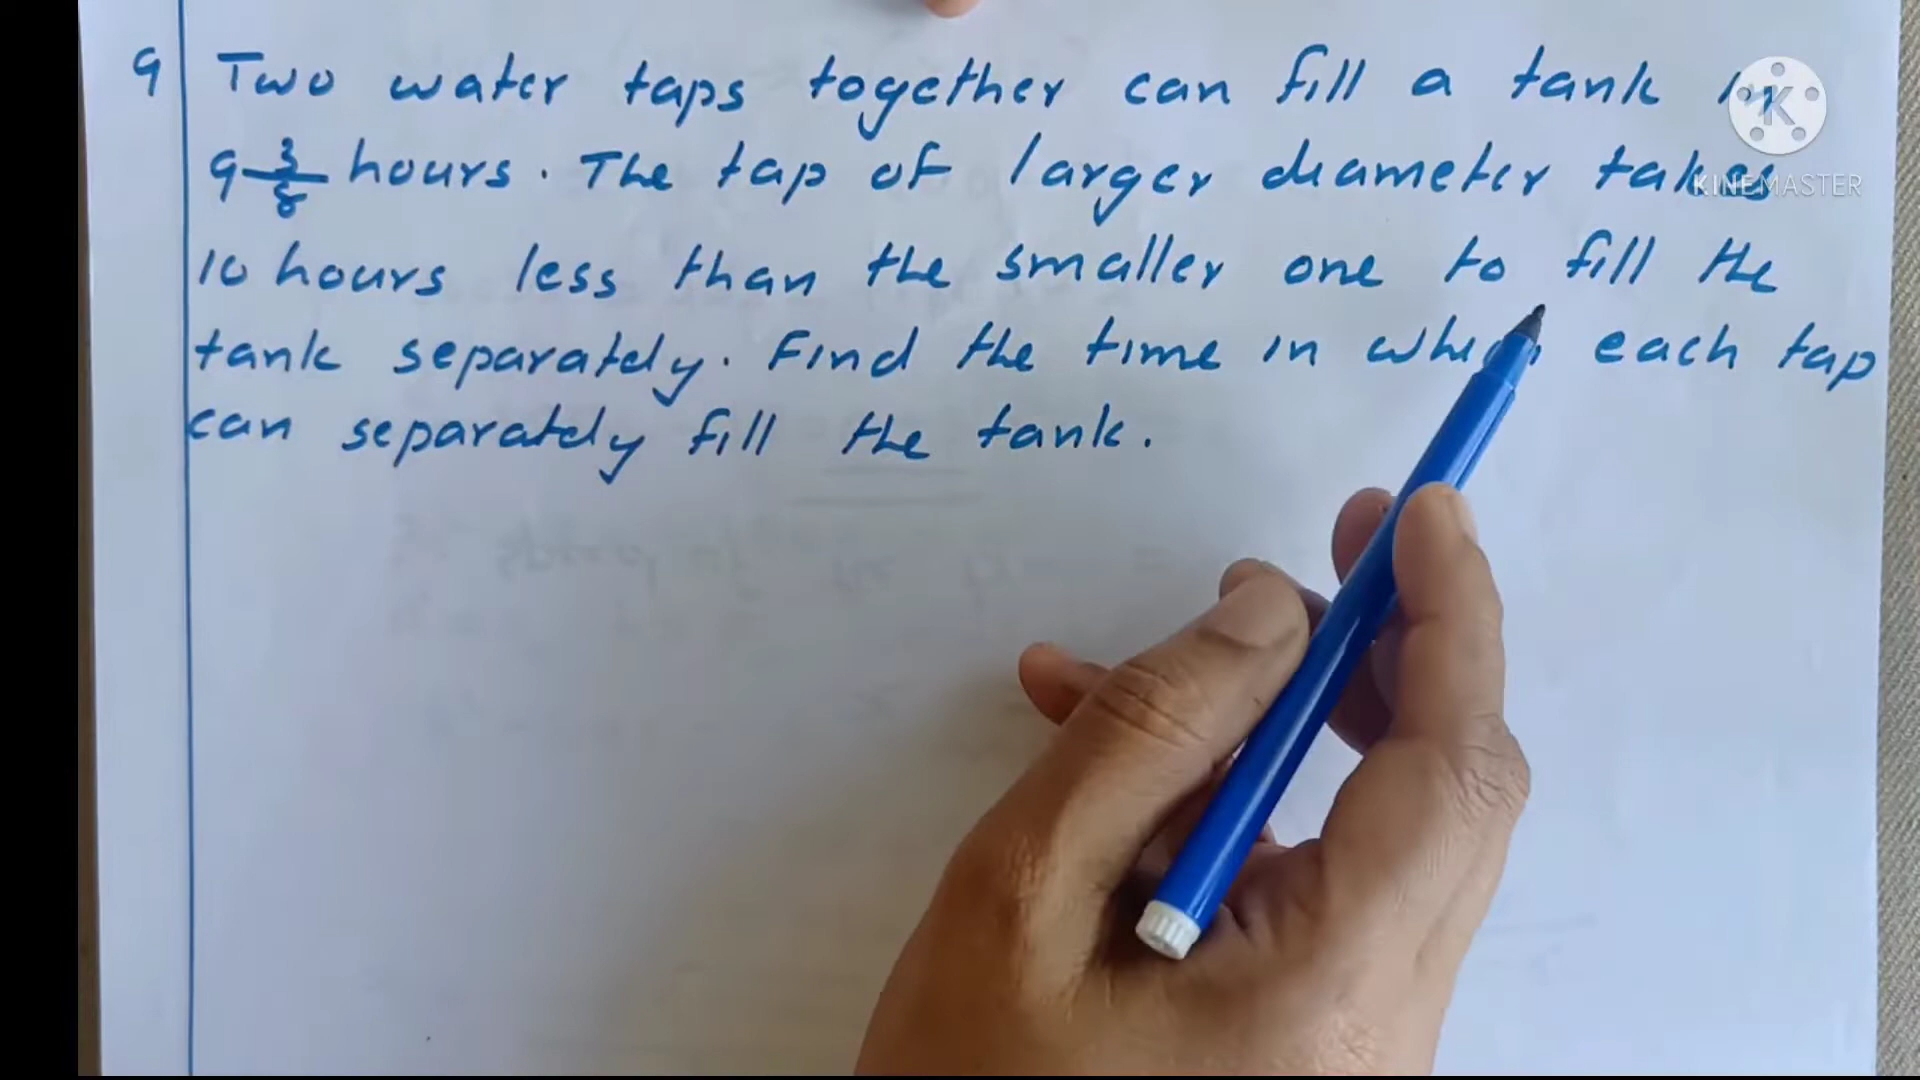 9 Two water taps together can fill a tank in
9 3/8 hours. The tap of larger diameter takes
10 hours less than the smaller one to fill the
tank separately. Find the time in which each tap
can separately fill the tank.
K
KINEMASTER